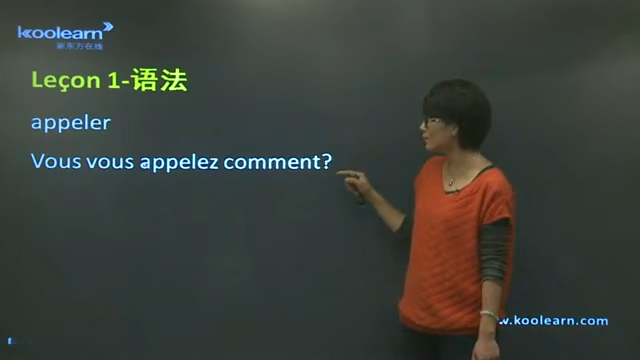 koolearn
新东方在线
Leçon 1-语法
appeler
Vous vous appelez comment?
w.koolearn.com